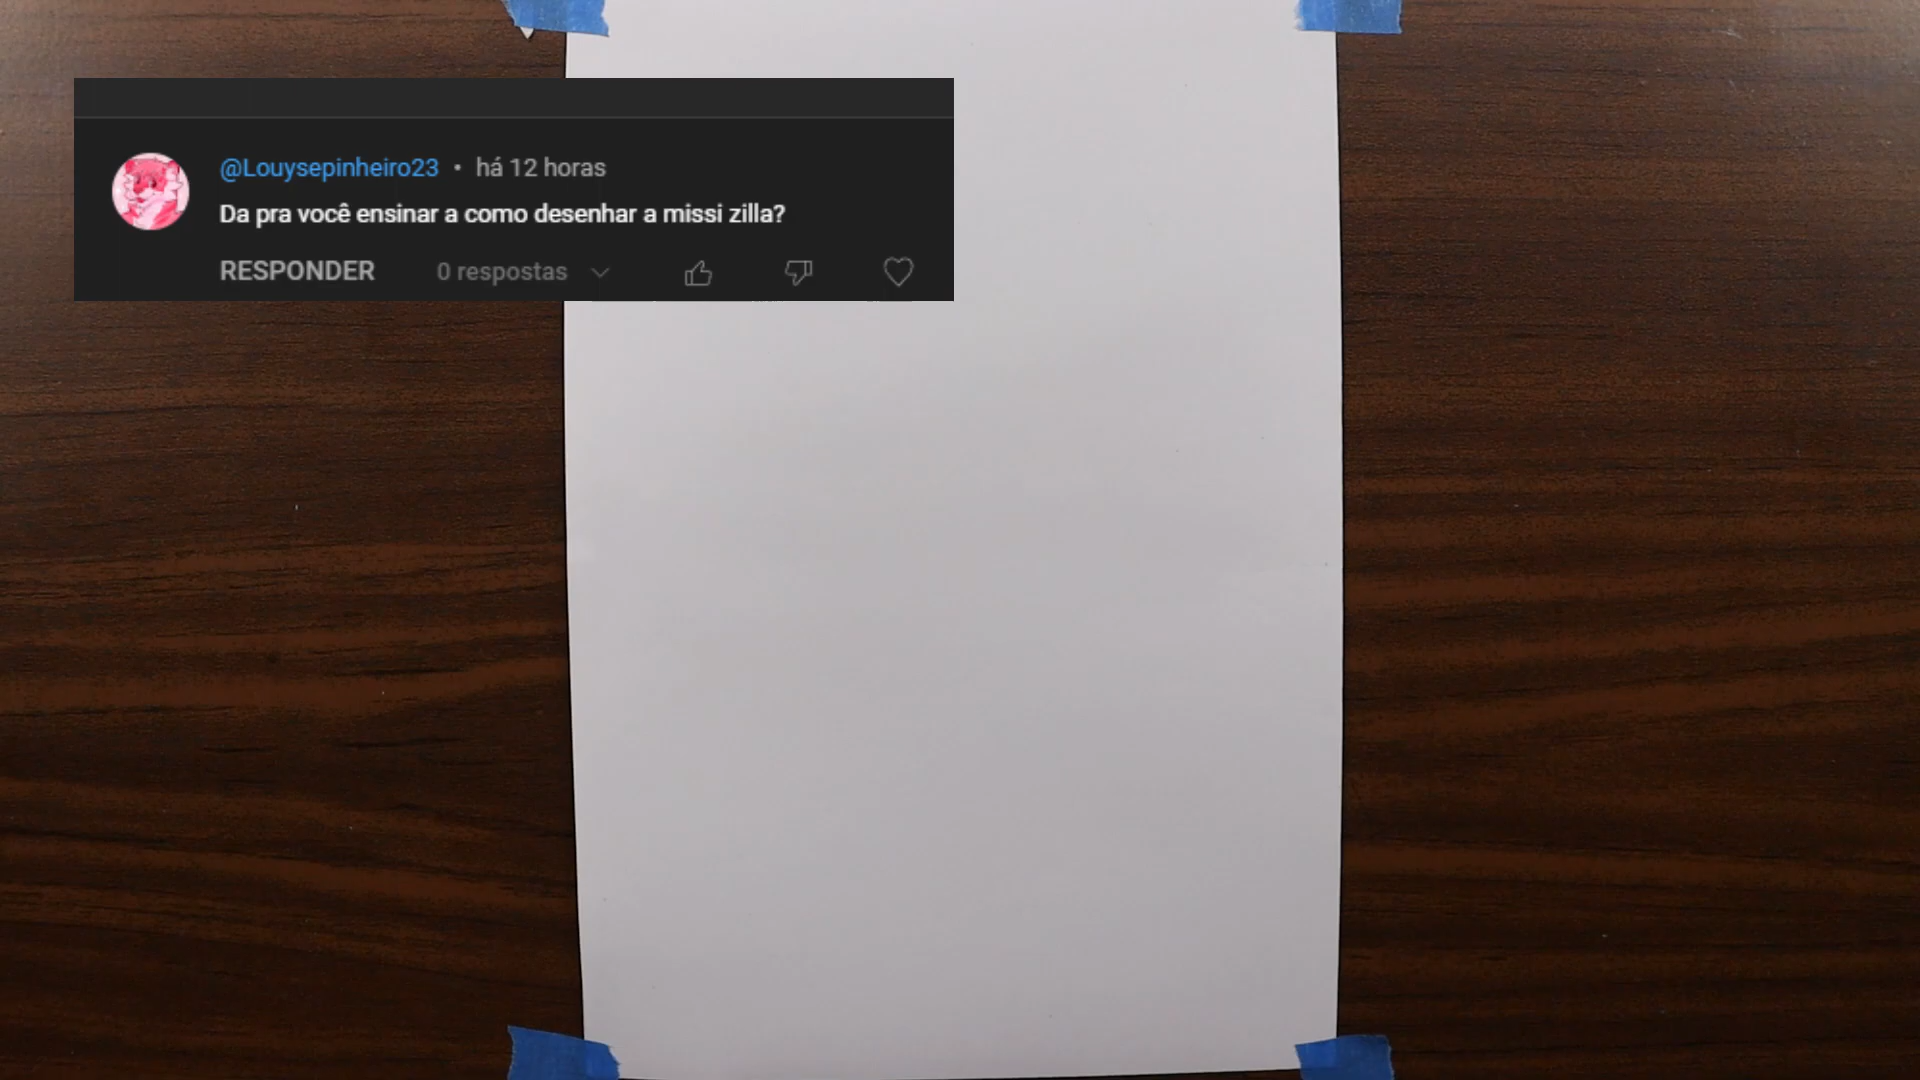 @Louysepinheiro23 • há 12 horas
Da pra você ensinar a como desenhar a missi zilla?
RESPONDER 0 respostas